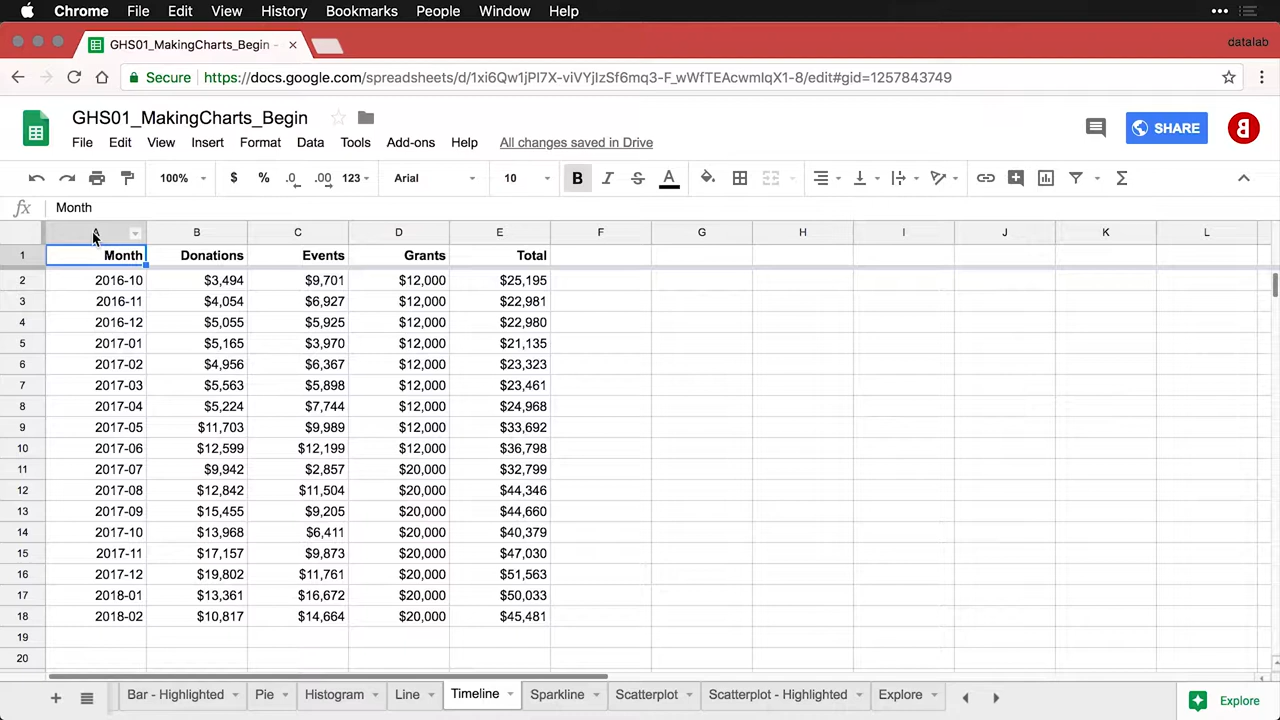 Chrome File Edit View History Bookmarks People Window Help
GHS01_MakingCharts_Begin - datalab
Secure https://docs.google.com/spreadsheets/d/1xi6Qw1jPI7X-viVYjIzSf6mq3-F_wWfTEAcwmIqX1-8/edit#gid=1257843749
GHS01_MakingCharts_Begin
File Edit View Insert Format Data Tools Add-ons Help All changes saved in Drive
SHARE
100% $ % .0 .00 123 Arial 10 B I S A Σ
fx Month
A B C D E F G H I J K L
1 Month Donations Events Grants Total
2 2016-10 $3,494 $9,701 $12,000 $25,195
3 2016-11 $4,054 $6,927 $12,000 $22,981
4 2016-12 $5,055 $5,925 $12,000 $22,980
5 2017-01 $5,165 $3,970 $12,000 $21,135
6 2017-02 $4,956 $6,367 $12,000 $23,323
7 2017-03 $5,563 $5,898 $12,000 $23,461
8 2017-04 $5,224 $7,744 $12,000 $24,968
9 2017-05 $11,703 $9,989 $12,000 $33,692
10 2017-06 $12,599 $12,199 $12,000 $36,798
11 2017-07 $9,942 $2,857 $20,000 $32,799
12 2017-08 $12,842 $11,504 $20,000 $44,346
13 2017-09 $15,455 $9,205 $20,000 $44,660
14 2017-10 $13,968 $6,411 $20,000 $40,379
15 2017-11 $17,157 $9,873 $20,000 $47,030
16 2017-12 $19,802 $11,761 $20,000 $51,563
17 2018-01 $13,361 $16,672 $20,000 $50,033
18 2018-02 $10,817 $14,664 $20,000 $45,481
19
20
Bar - Highlighted Pie Histogram Line Timeline Sparkline Scatterplot Scatterplot - Highlighted Explore Explore